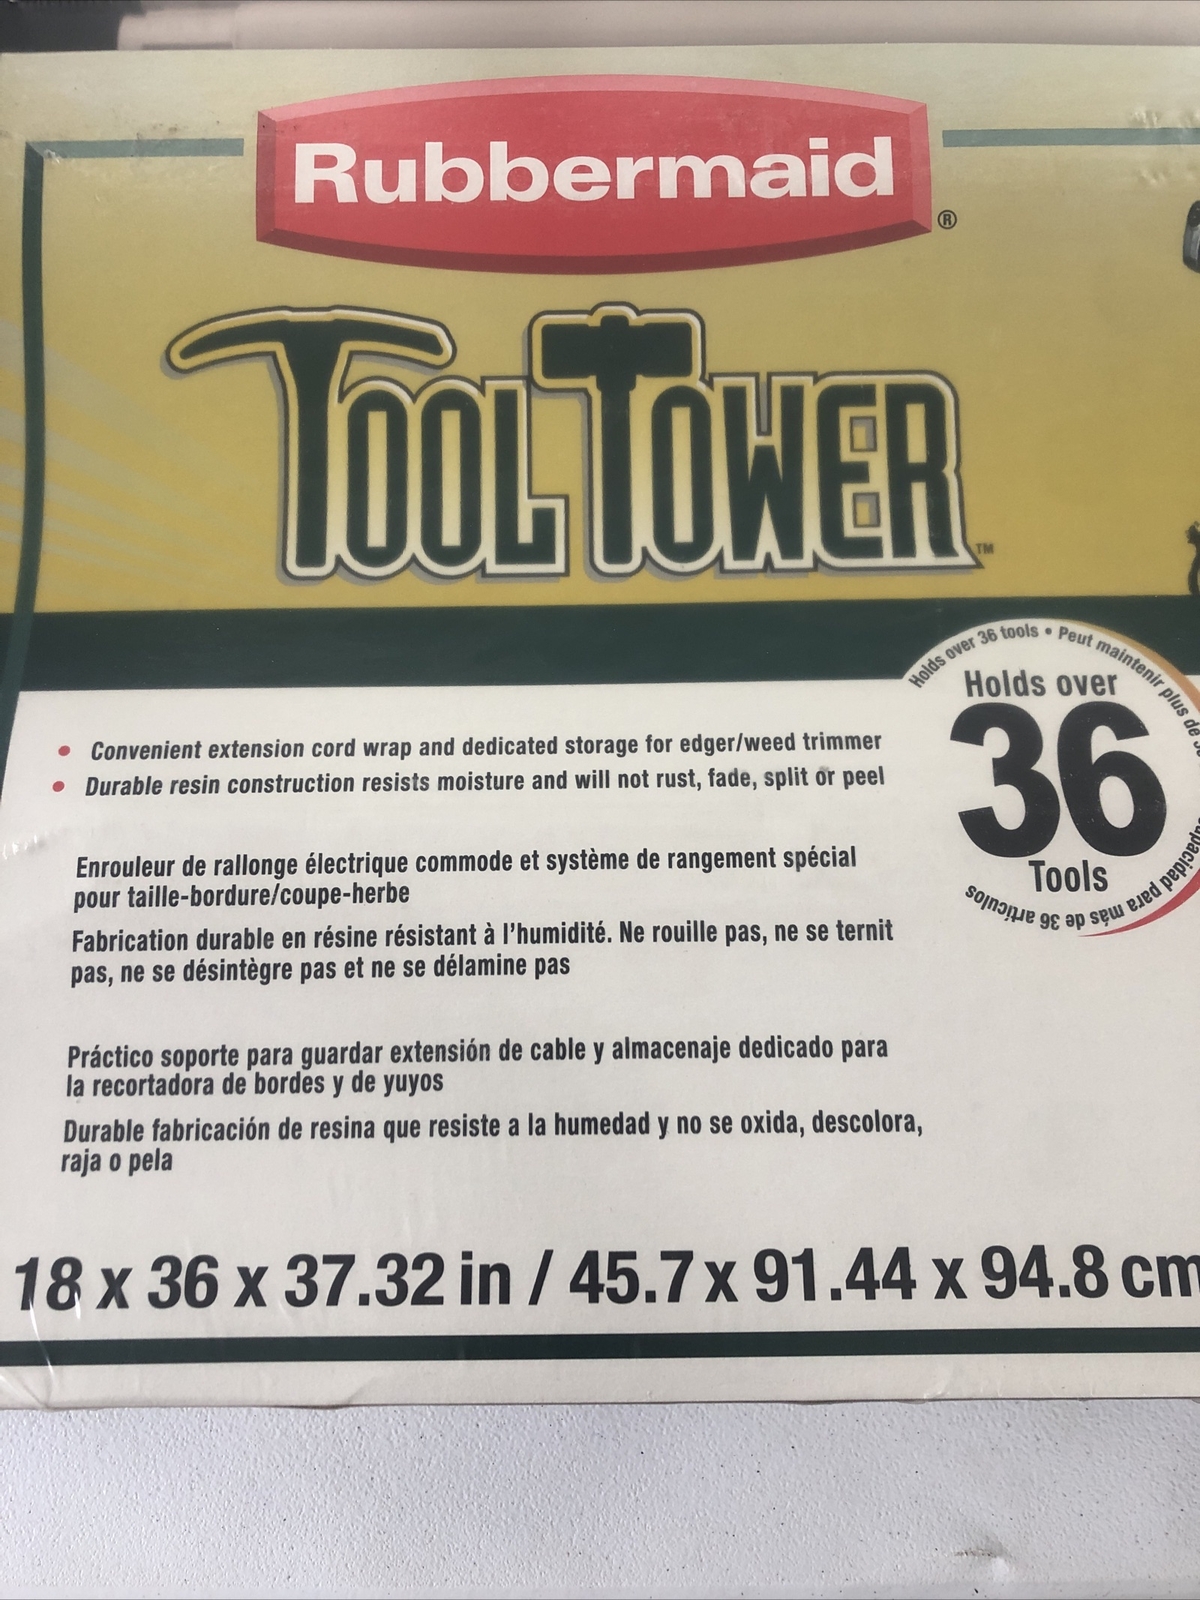 Rubbermaid®
TOOL TOWER™
Holds over 36 tools • Peut maintenir plus de
Holds over
36
Tools
para más de 36 artículos
• Convenient extension cord wrap and dedicated storage for edger/weed trimmer
• Durable resin construction resists moisture and will not rust, fade, split or peel
Enrouleur de rallonge électrique commode et système de rangement spécial
pour taille-bordure/coupe-herbe
Fabrication durable en résine résistant à l'humidité. Ne rouille pas, ne se ternit
pas, ne se désintègre pas et ne se délamine pas
Práctico soporte para guardar extensión de cable y almacenaje dedicado para
la recortadora de bordes y de yuyos
Durable fabricación de resina que resiste a la humedad y no se oxida, descolora,
raja o pela
18 x 36 x 37.32 in / 45.7 x 91.44 x 94.8 cm